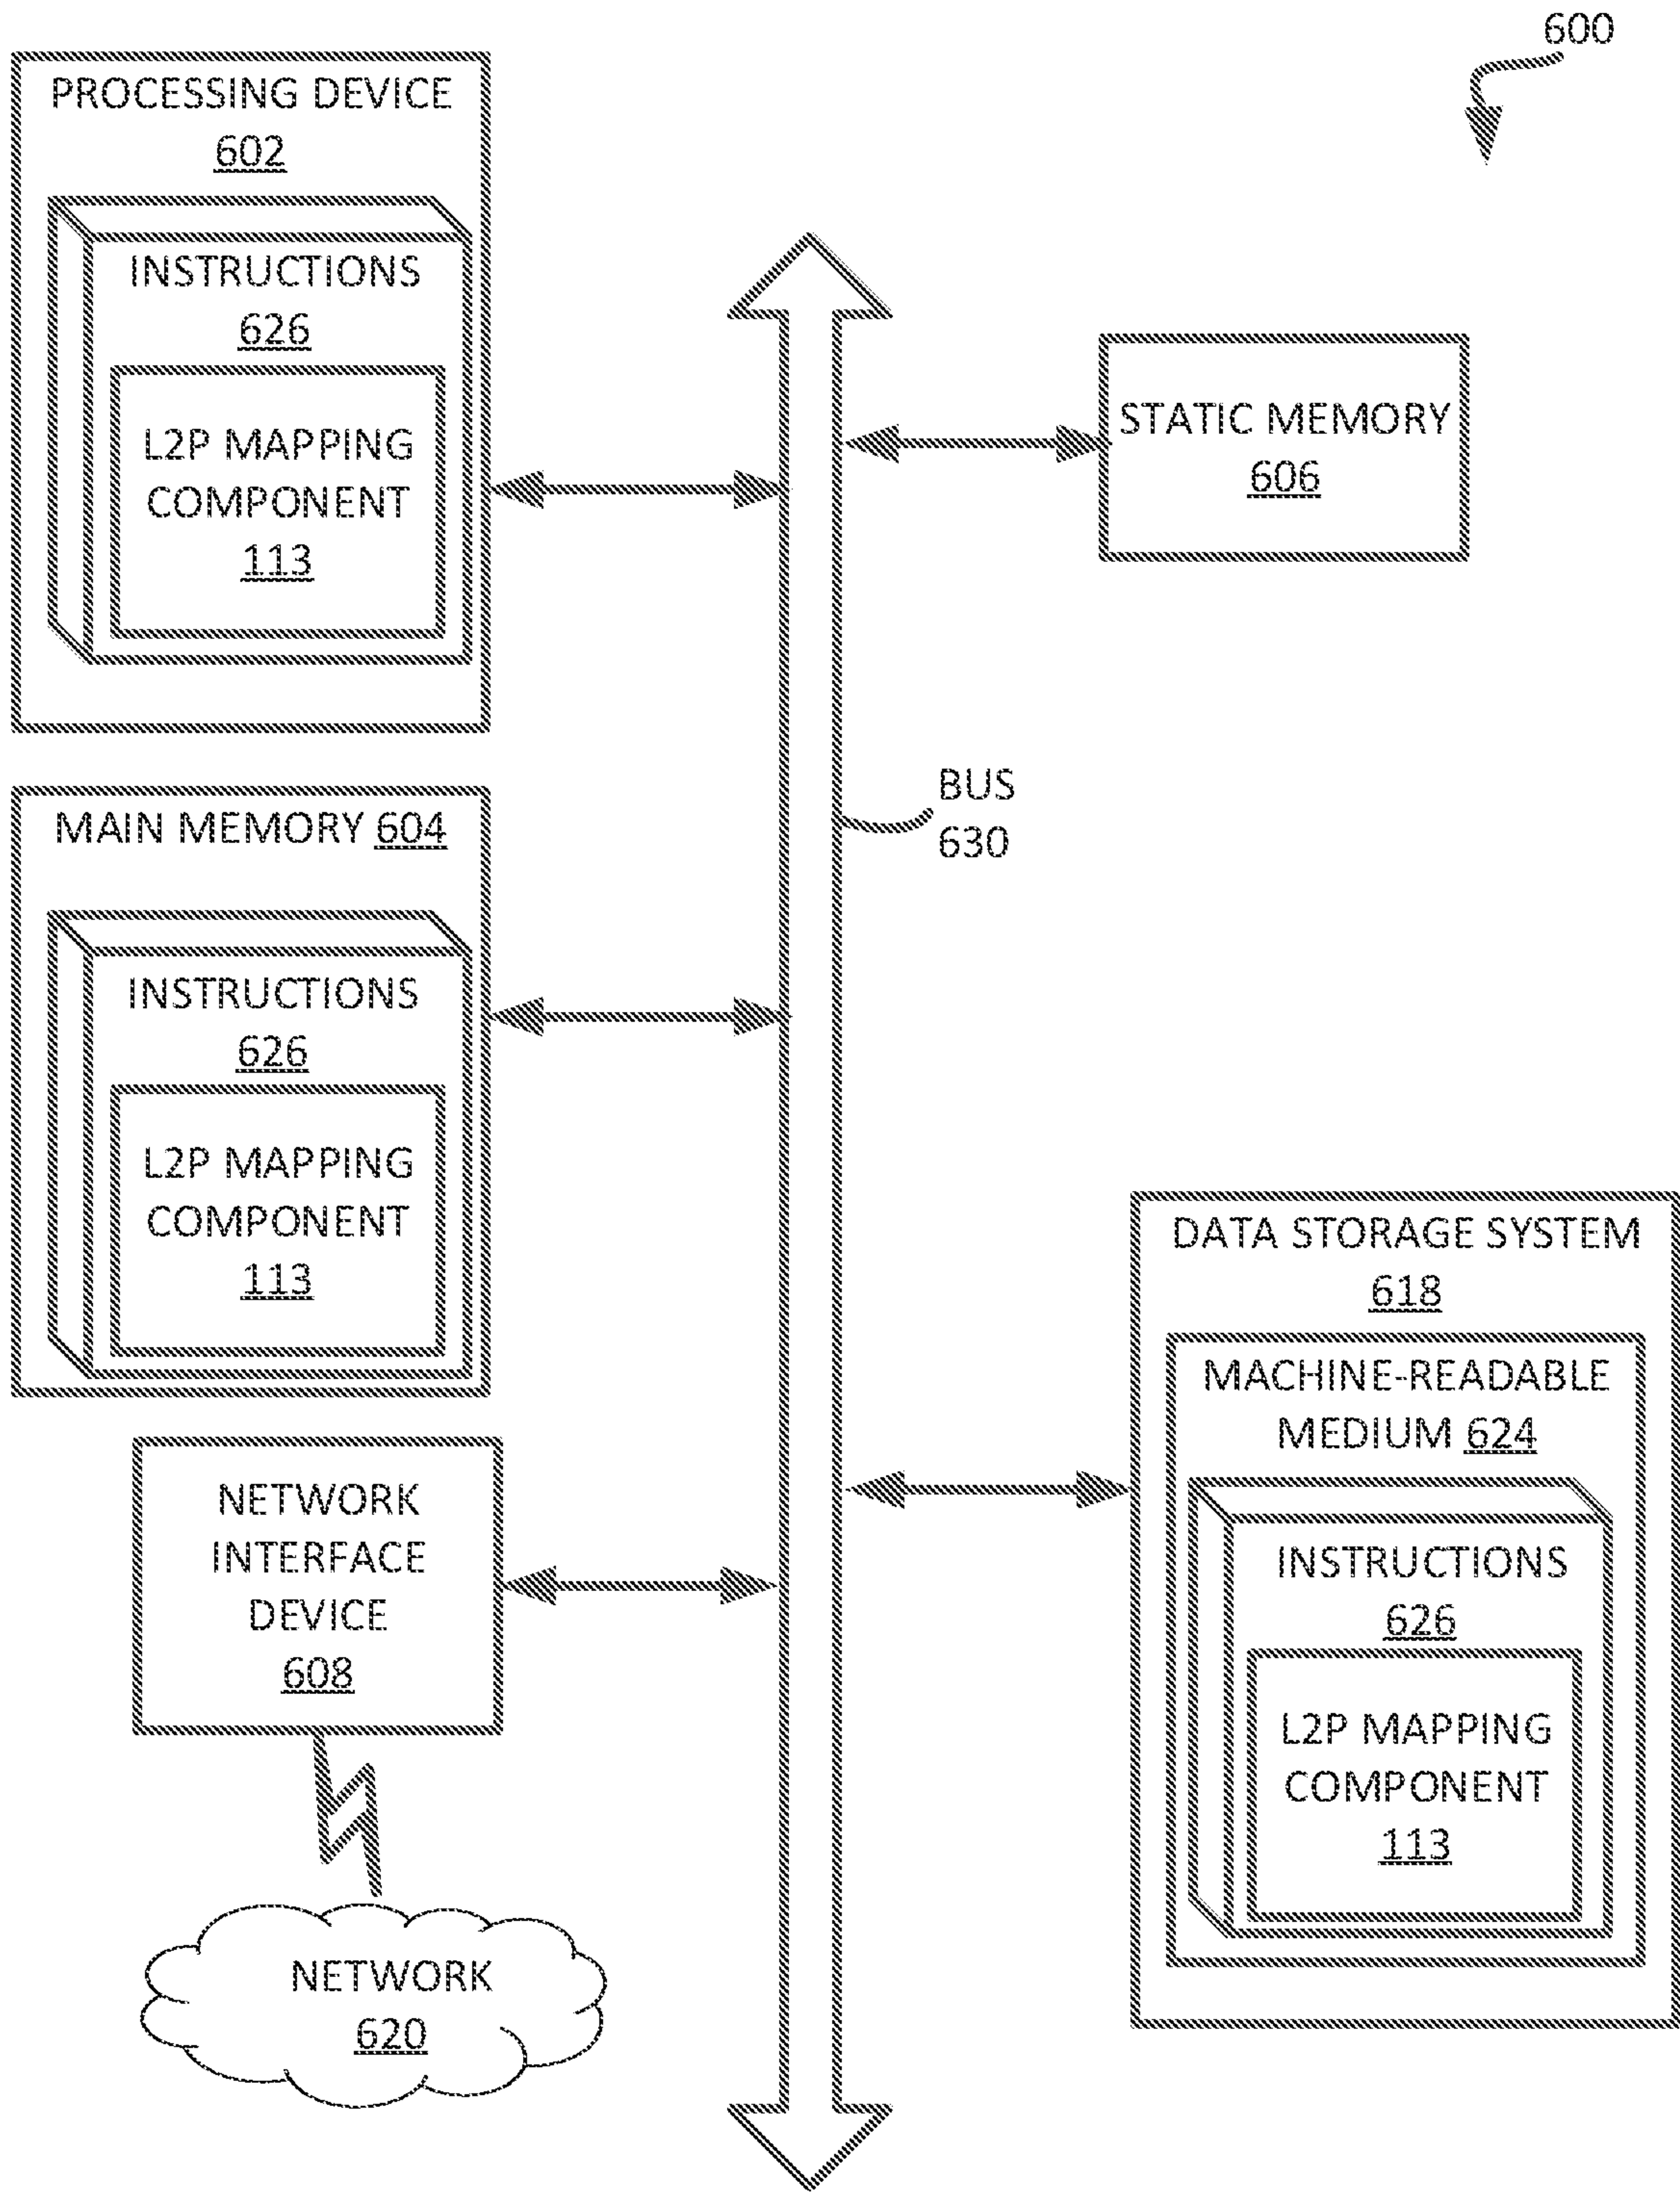 600
PROCESSING DEVICE
602
INSTRUCTIONS
626
L2P MAPPING
COMPONENT
113
STATIC MEMORY
606
BUS
630
MAIN MEMORY 604
INSTRUCTIONS
626
L2P MAPPING
COMPONENT
113
DATA STORAGE SYSTEM
618
MACHINE-READABLE
MEDIUM 624
INSTRUCTIONS
626
L2P MAPPING
COMPONENT
113
NETWORK
INTERFACE
DEVICE
608
NETWORK
620